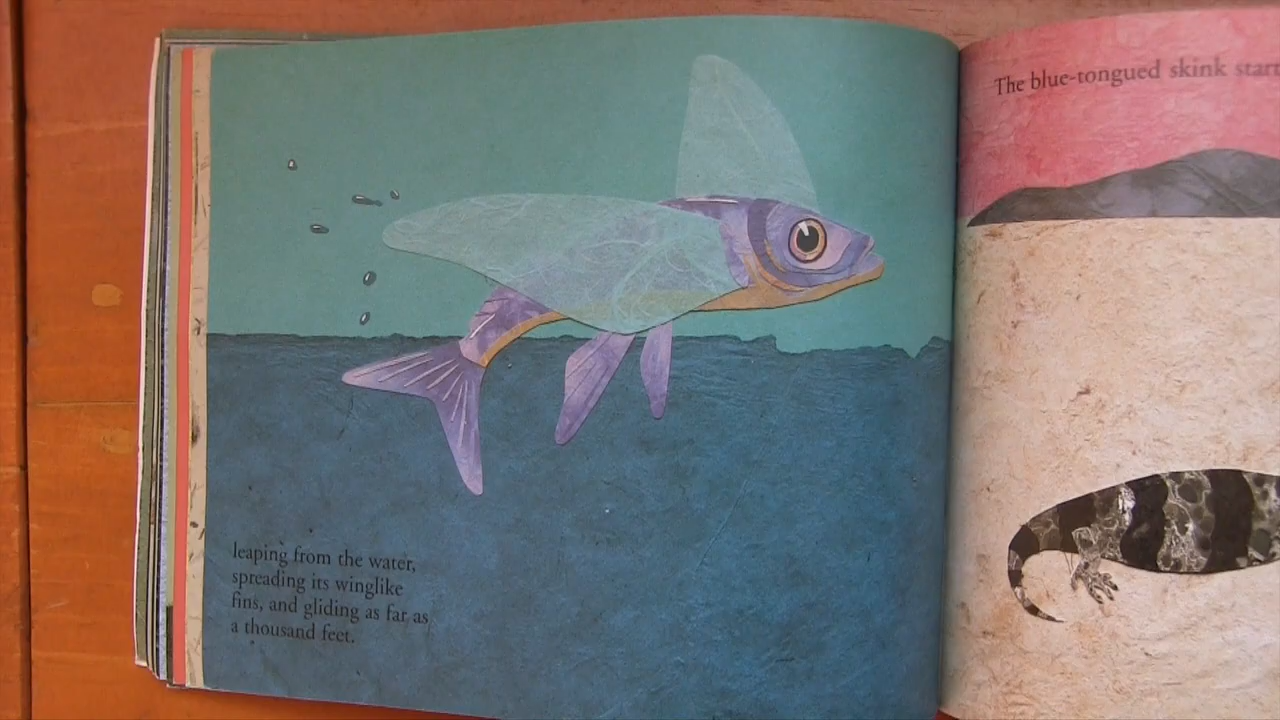 leaping from the water,
spreading its winglike
fins, and gliding as far as
a thousand feet.
The blue-tongued skink start